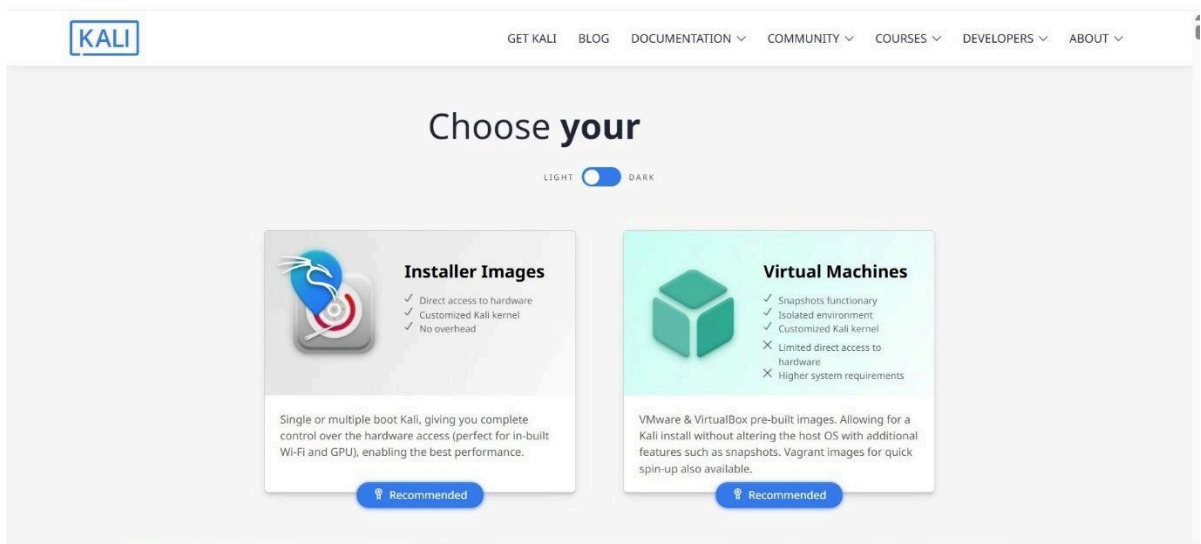 KALI
GET KALI BLOG DOCUMENTATION COMMUNITY COURSES DEVELOPERS ABOUT
Choose your
LIGHT DARK
Installer Images
Direct access to hardware
Customized Kali kernel
No overhead
Single or multiple boot Kali, giving you complete
control over the hardware access (perfect for in-built
Wi-Fi and GPU), enabling the best performance.
Recommended
Virtual Machines
Snapshots functionary
Isolated environment
Customized Kali kernel
Limited direct access to
hardware
Higher system requirements
VMware & VirtualBox pre-built images. Allowing for a
Kali install without altering the host OS with additional
features such as snapshots. Vagrant images for quick
spin-up also available.
Recommended